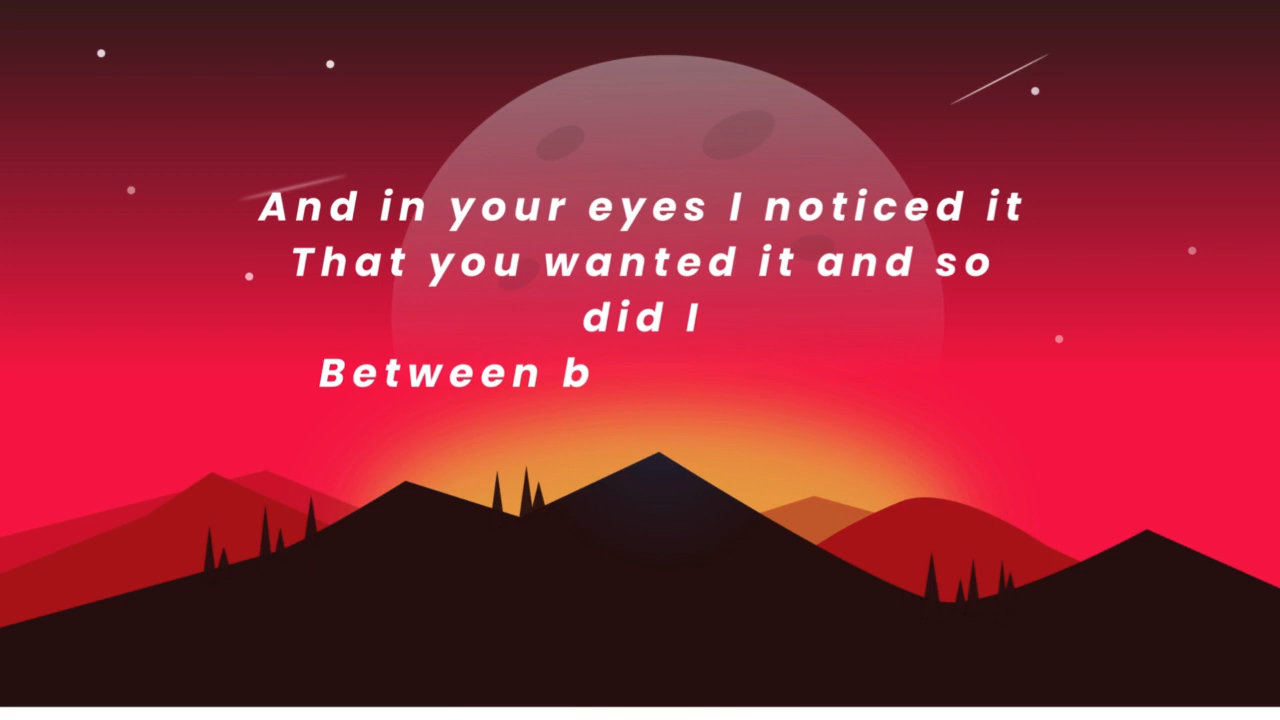 And in your eyes I noticed it
That you wanted it and so
did I
Between b